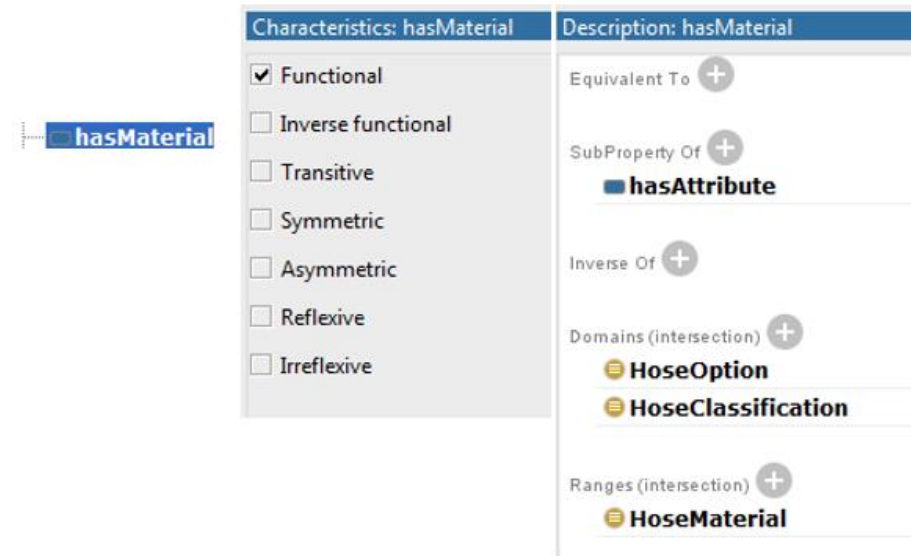 hasMaterial
Characteristics: hasMaterial
Functional
Inverse functional
Transitive
Symmetric
Asymmetric
Reflexive
Irreflexive
Description: hasMaterial
Equivalent To
SubProperty Of
hasAttribute
Inverse Of
Domains (intersection)
HoseOption
HoseClassification
Ranges (intersection)
HoseMaterial